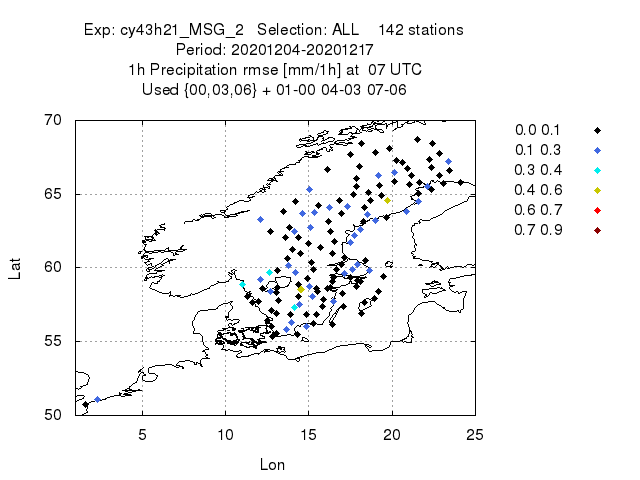 Exp: cy43h21_MSG_2 Selection: ALL 142 stations
Period: 20201204-20201217
1h Precipitation rmse [mm/1h] at 07 UTC
Used {00,03,06} + 01-00 04-03 07-06
70
65
60
55
50
Lat
5 10 15 20 25
Lon
0.0 0.1
0.1 0.3
0.3 0.4
0.4 0.6
0.6 0.7
0.7 0.9